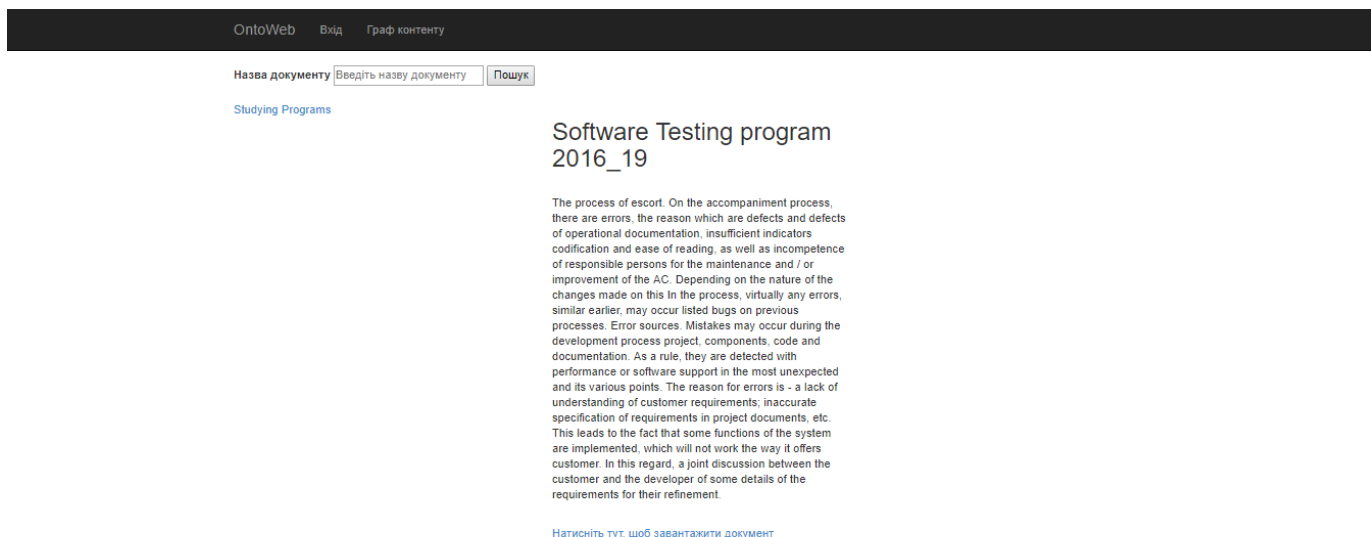 OntoWeb Вхід Граф контенту
Назва документу Введіть назву документу Пошук
Studying Programs
Software Testing program
2016_19
The process of escort. On the accompaniment process,
there are errors, the reason which are defects and defects
of operational documentation, insufficient indicators
codification and ease of reading, as well as incompetence
of responsible persons for the maintenance and / or
improvement of the AC. Depending on the nature of the
changes made on this In the process, virtually any errors,
similar earlier, may occur listed bugs on previous
processes. Error sources. Mistakes may occur during the
development process project, components, code and
documentation. As a rule, they are detected with
performance or software support in the most unexpected
and its various points. The reason for errors is - a lack of
understanding of customer requirements; inaccurate
specification of requirements in project documents, etc.
This leads to the fact that some functions of the system
are implemented, which will not work the way it offers
customer. In this regard, a joint discussion between the
customer and the developer of some details of the
requirements for their refinement.
Натисніть тут, щоб завантажити документ